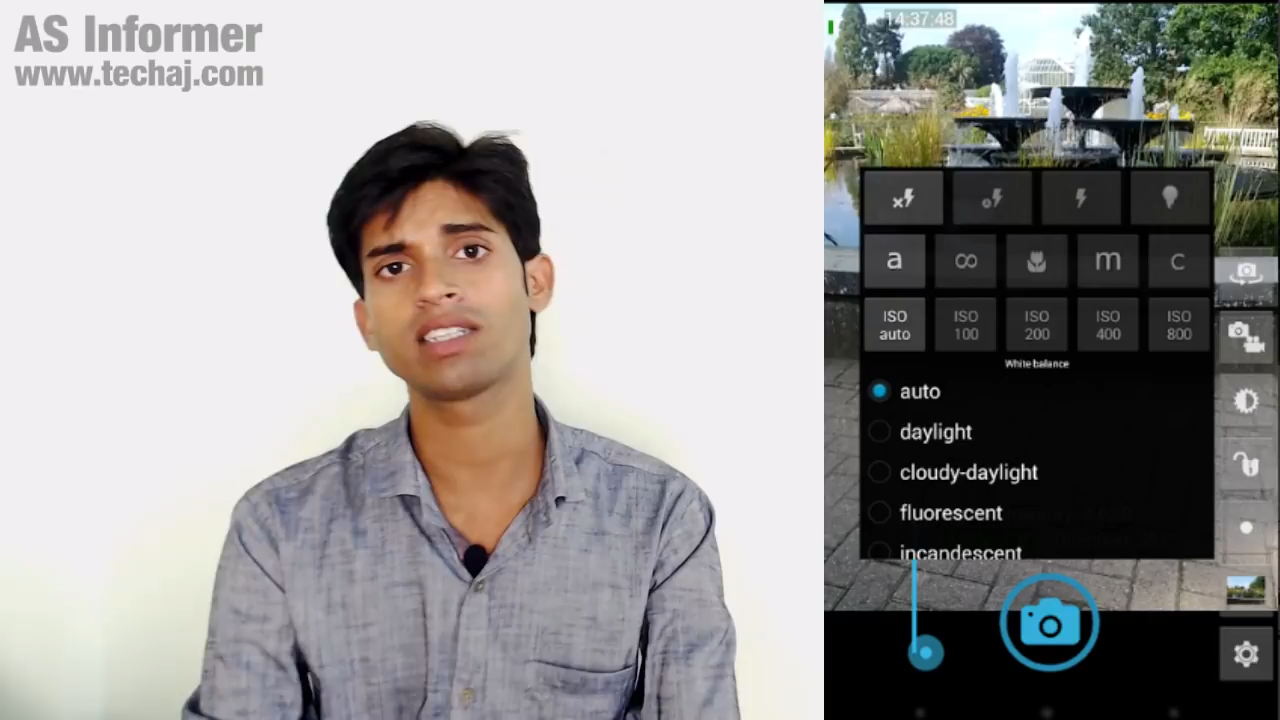 AS Informer
www.techaj.com
14:37:48
a ∞ m c
ISO auto
ISO 100
ISO 200
ISO 400
ISO 800
White balance
auto
daylight
cloudy-daylight
fluorescent
incandescent